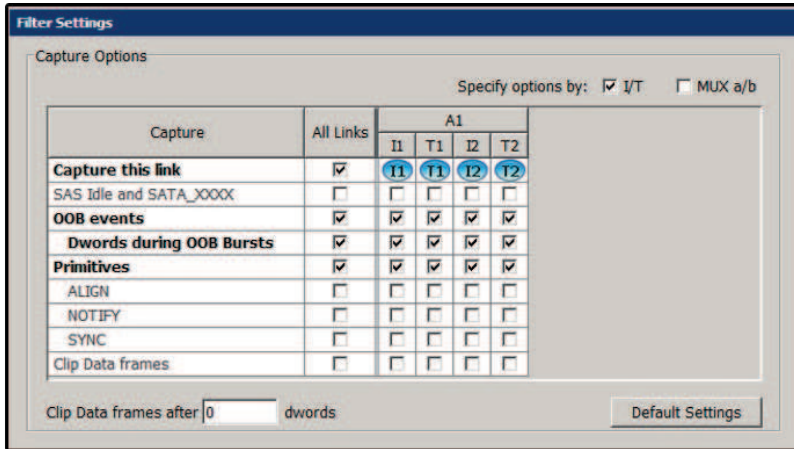 Filter Settings
Capture Options
Specify options by: I/T MUX a/b
Capture All Links A1
I1 T1 I2 T2
Capture this link I1 T1 I2 T2
SAS Idle and SATA_XXXX
OOB events
Dwords during OOB Bursts
Primitives
ALIGN
NOTIFY
SYNC
Clip Data frames
Clip Data frames after 0 dwords
Default Settings